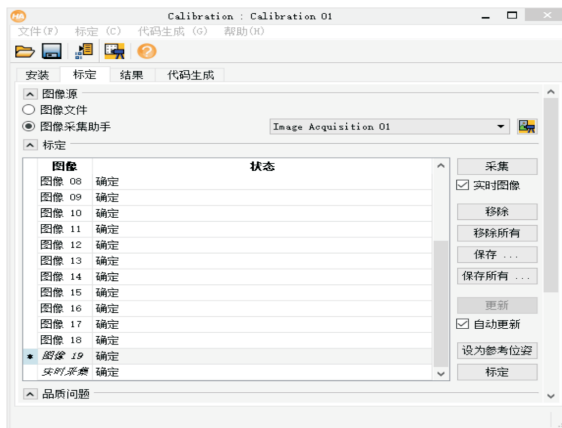 Calibration : Calibration 01
文件(F) 标定 (C) 代码生成 (G) 帮助(H)
安装 标定 结果 代码生成
图像源
图像文件
图像采集助手 Image Acquisition 01
标定
图像 状态
采集
图像 08 确定
实时图像
图像 09 确定
图像 10 确定
移除
图像 11 确定
移除所有
图像 12 确定
保存 ...
图像 13 确定
图像 14 确定
保存所有 ...
图像 15 确定
图像 16 确定
更新
图像 17 确定
自动更新
图像 18 确定
* 图像 19 确定
设为参考位姿
实时采集 确定
标定
品质问题